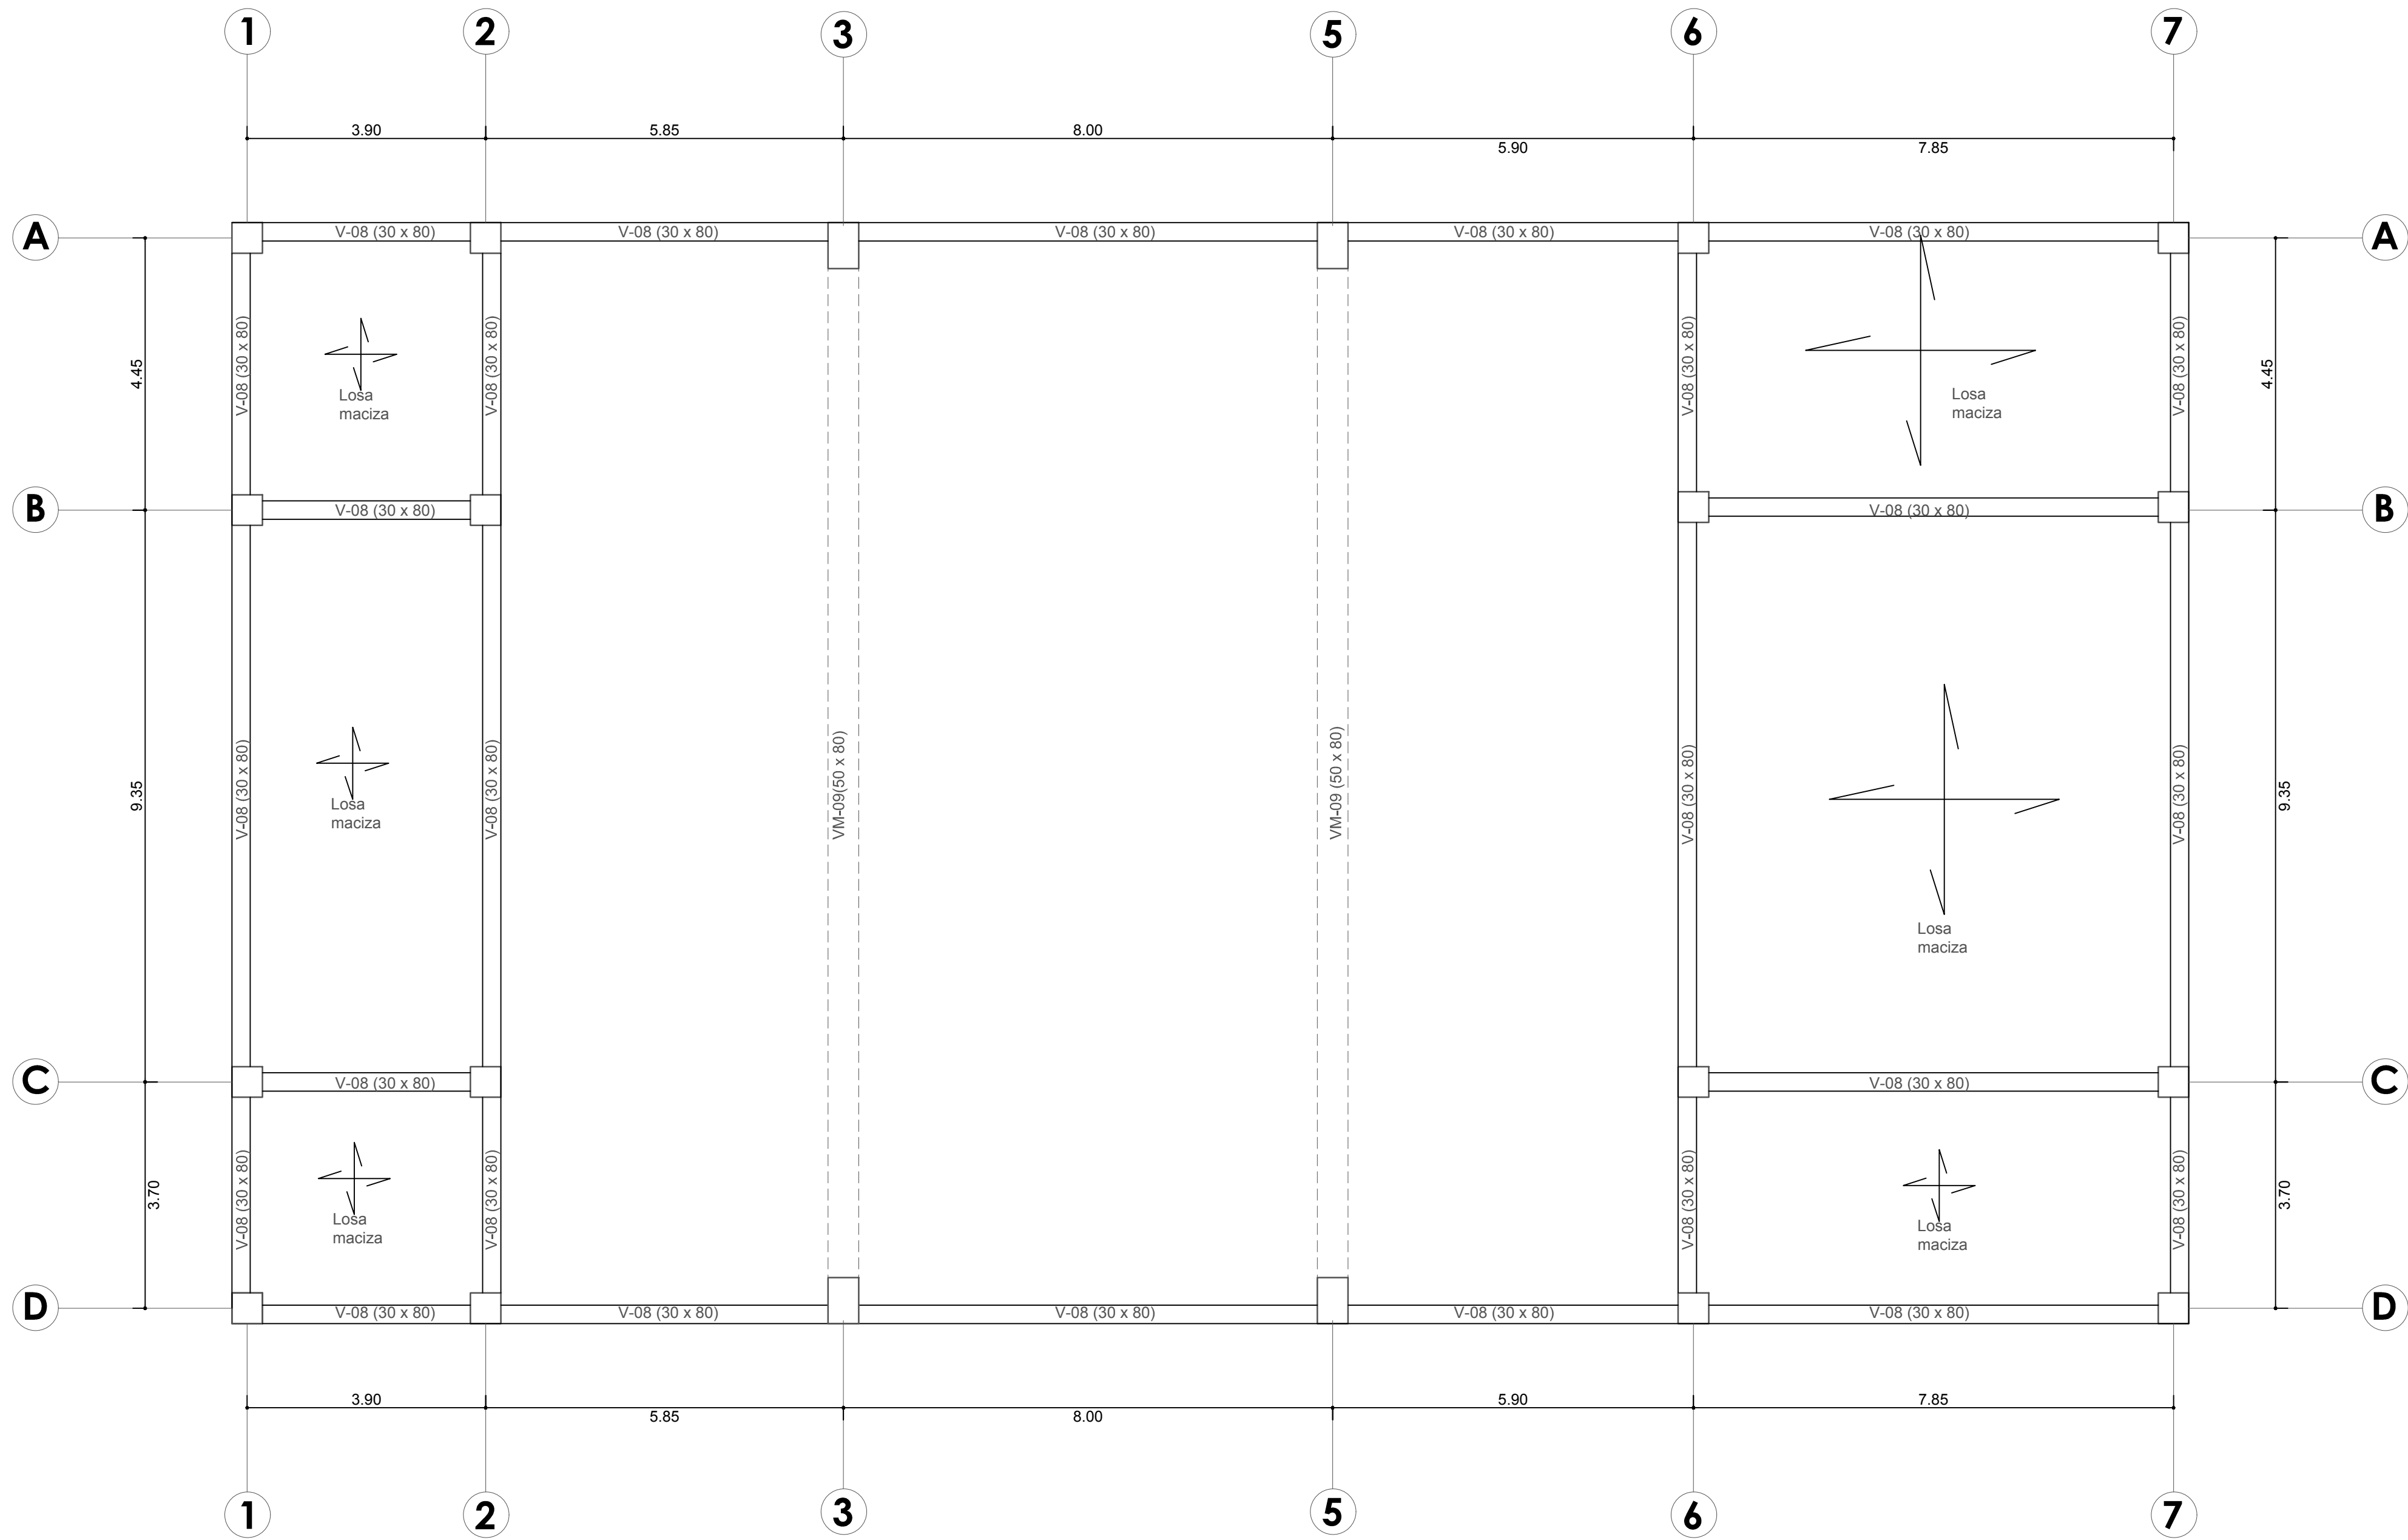 1 2 3 5 6 7
3.90 5.85 8.00 5.90 7.85
A A
V-08 (30 x 80) V-08 (30 x 80) V-08 (30 x 80) V-08 (30 x 80) V-08 (30 x 80)
4.45 V-08 (30 x 80) V-08 (30 x 80) V-08 (30 x 80) V-08 (30 x 80) 4.45
Losa Losa
maciza maciza
B V-08 (30 x 80) V-08 (30 x 80) B
9.35 V-08 (30 x 80) V-08 (30 x 80) VM-09(50 x 80) VM-09 (50 x 80) V-08 (30 x 80) V-08 (30 x 80) 9.35
Losa
maciza
Losa
maciza
C V-08 (30 x 80) V-08 (30 x 80) C
3.70 V-08 (30 x 80) V-08 (30 x 80) V-08 (30 x 80) V-08 (30 x 80) 3.70
Losa Losa
maciza maciza
D V-08 (30 x 80) V-08 (30 x 80) V-08 (30 x 80) V-08 (30 x 80) V-08 (30 x 80) D
3.90 5.85 8.00 5.90 7.85
1 2 3 5 6 7